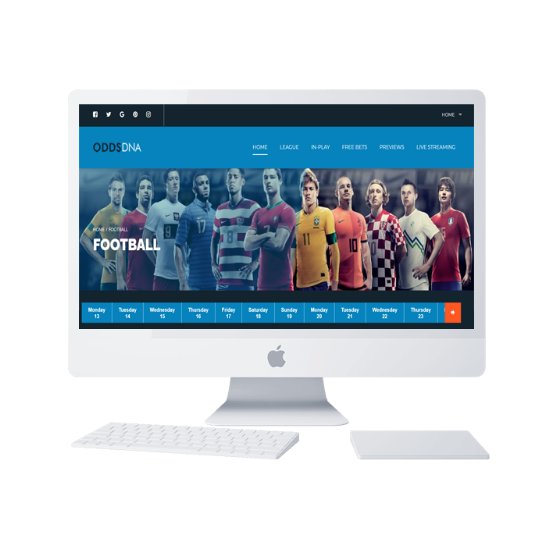 HOME
ODDSDNA
HOME LEAGUE IN-PLAY FREE BETS PREVIEWS LIVE STREAMING
HOME / FOOTBALL
FOOTBALL
Monday Tuesday Wednesday Thursday Friday Saturday Sunday Monday Tuesday Wednesday Thursday
13 14 15 16 17 18 19 20 21 22 23